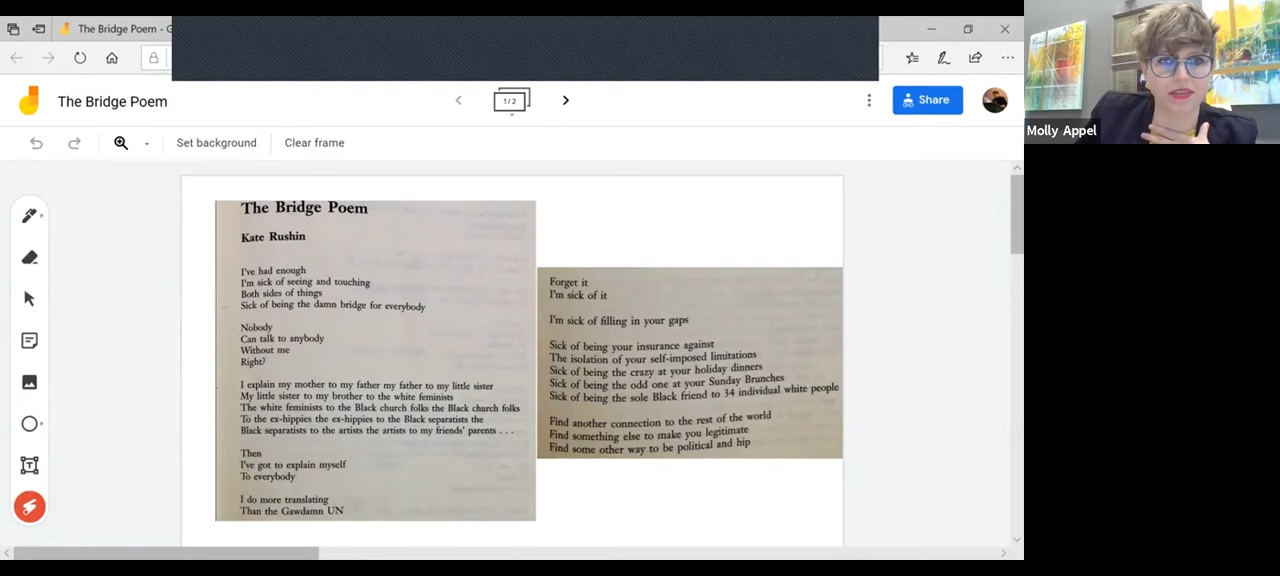 The Bridge Poem - G
The Bridge Poem
1/2
Share
Set background
Clear frame
The Bridge Poem
Kate Rushin
I've had enough
I'm sick of seeing and touching
Both sides of things
Sick of being the damn bridge for everybody
Nobody
Can talk to anybody
Without me
Right?
I explain my mother to my father my father to my little sister
My little sister to my brother to the white feminists
The white feminists to the Black church folks the Black church folks
To the ex-hippies the ex-hippies to the Black separatists the
Black separatists to the artists the artists to my friends' parents . . .
Then
I've got to explain myself
To everybody
I do more translating
Than the Gawdamn UN
Forget it
I'm sick of it
I'm sick of filling in your gaps
Sick of being your insurance against
The isolation of your self-imposed limitations
Sick of being the crazy at your holiday dinners
Sick of being the odd one at your Sunday Brunches
Sick of being the sole Black friend to 34 individual white people
Find another connection to the rest of the world
Find something else to make you legitimate
Find some other way to be political and hip
Molly Appel